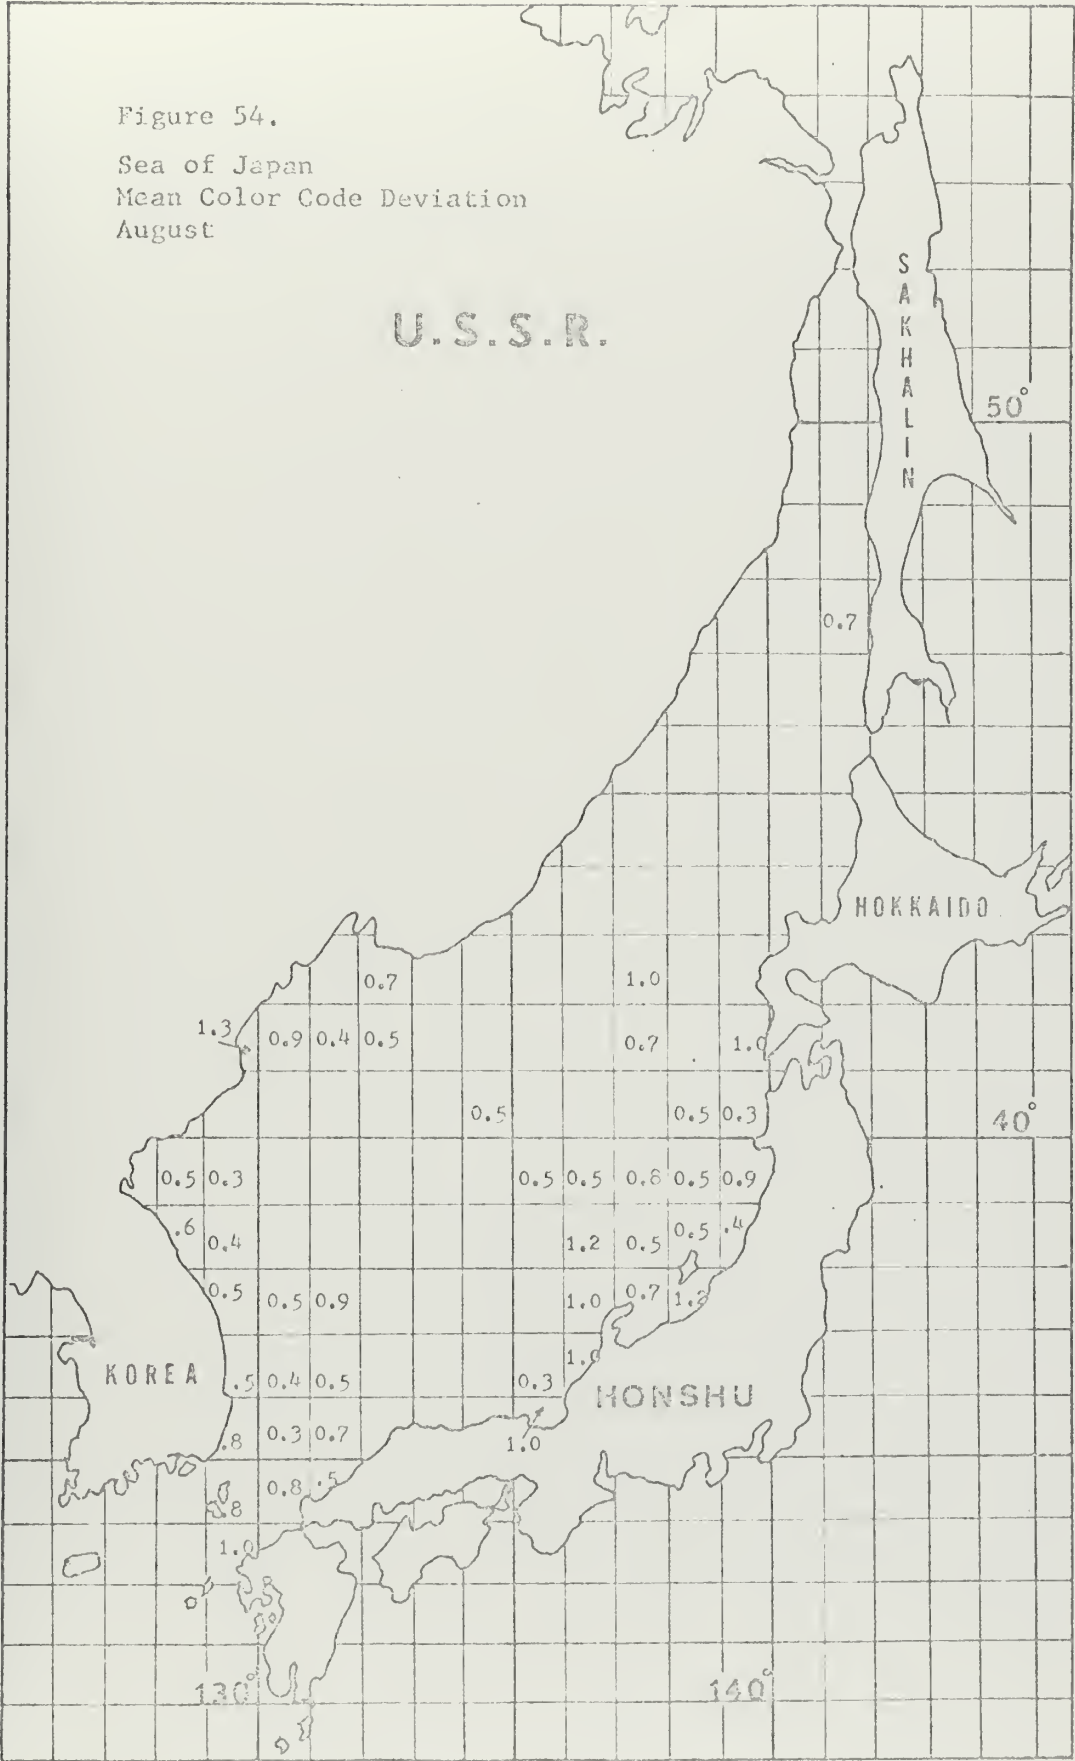 Figure 54.
Sea of Japan
Mean Color Code Deviation
August
U.S.S.R.
SAKHALIN
50°
0.7
HOKKAIDO
0.7 1.0
1.3 0.9 0.4 0.5 0.7 1.0
0.5 0.5 0.3 40°
0.5 0.3 0.5 0.5 0.8 0.5 0.9
.6 0.4 1.2 0.5 0.5 .4
0.5 0.5 0.9 1.0 0.7
1.0
KOREA .5 0.4 0.5 0.3 HONSHU
.8 0.3 0.7 1.0
0.8 .5
.8
1.0
130° 140°